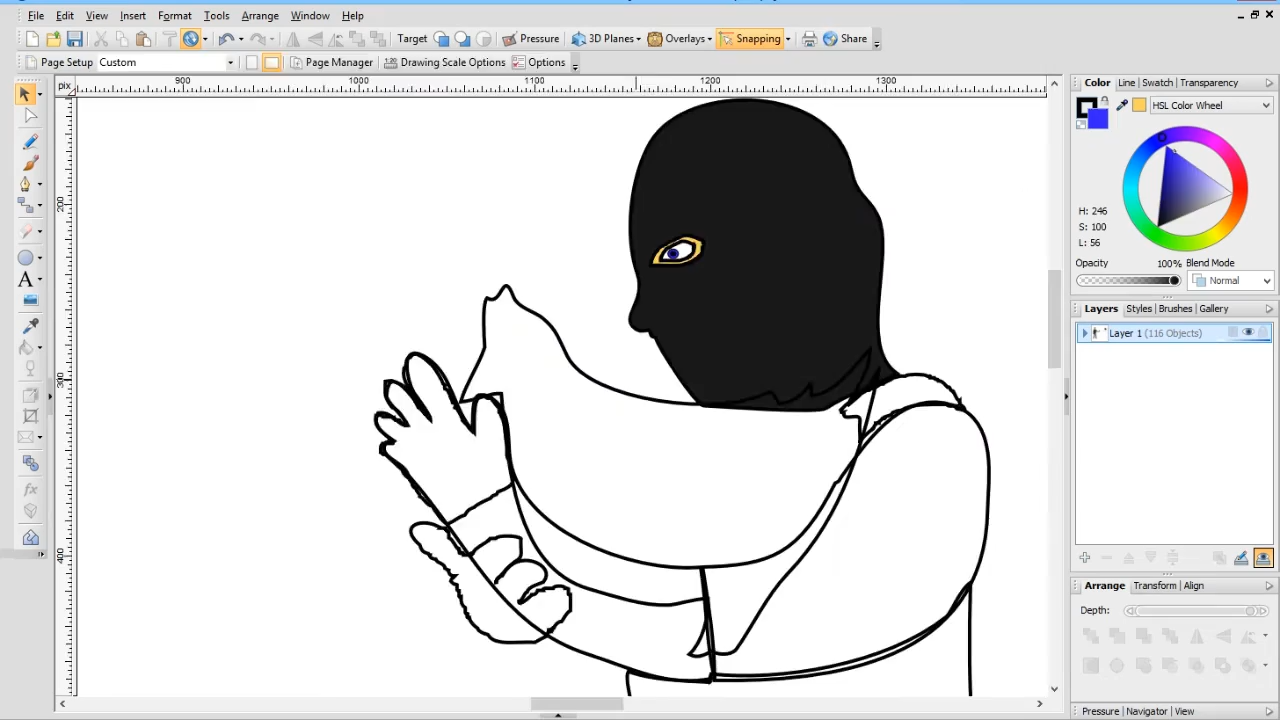 File Edit View Insert Format Tools Arrange Window Help
Target Pressure 3D Planes Overlays Snapping Share
Page Setup Custom Page Manager Drawing Scale Options Options
pix 900 1000 1100 1200 1300
200
300
400
A
fx
Color Line Swatch Transparency
HSL Color Wheel
H: 246
S: 100
L: 56
Opacity 100% Blend Mode
Normal
Layers Styles Brushes Gallery
Layer 1 (116 Objects)
Arrange Transform Align
Depth:
Pressure Navigator View